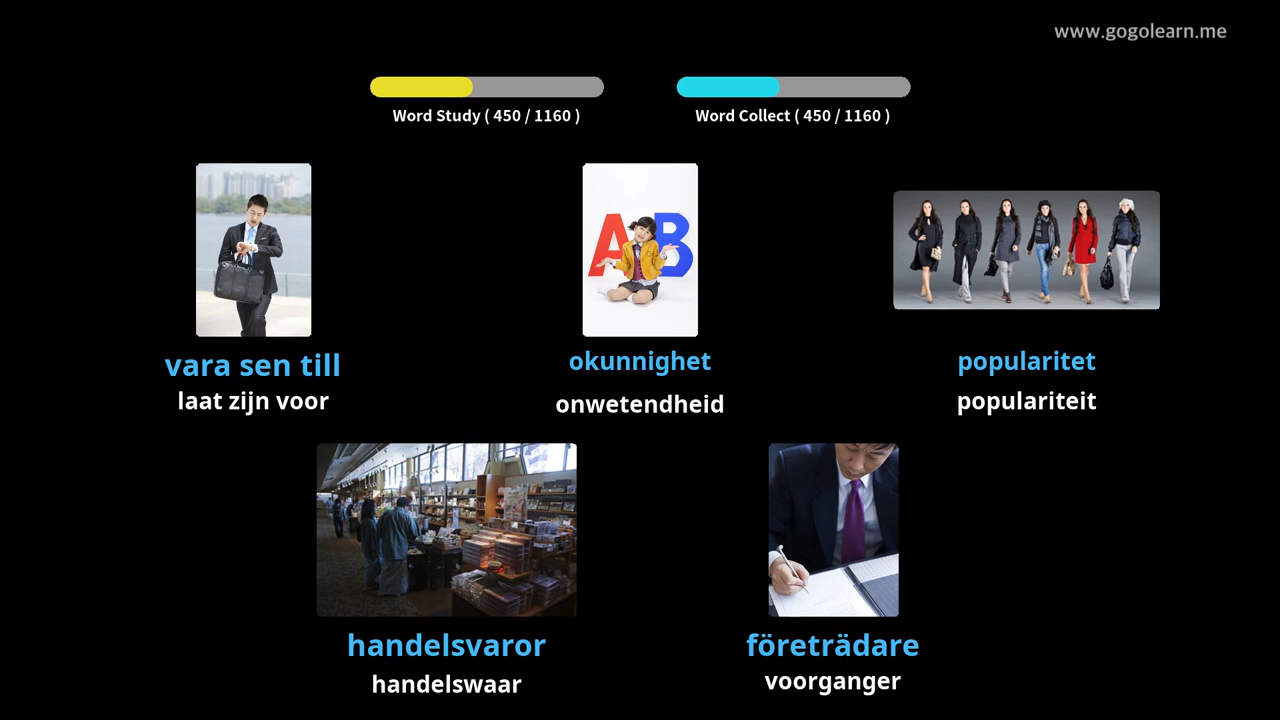 www.gogolearn.me
Word Study ( 450 / 1160 )
Word Collect ( 450 / 1160 )
vara sen till
laat zijn voor
okunnighet
onwetendheid
popularitet
populariteit
handelsvaror
handelswaar
företrädare
voorganger